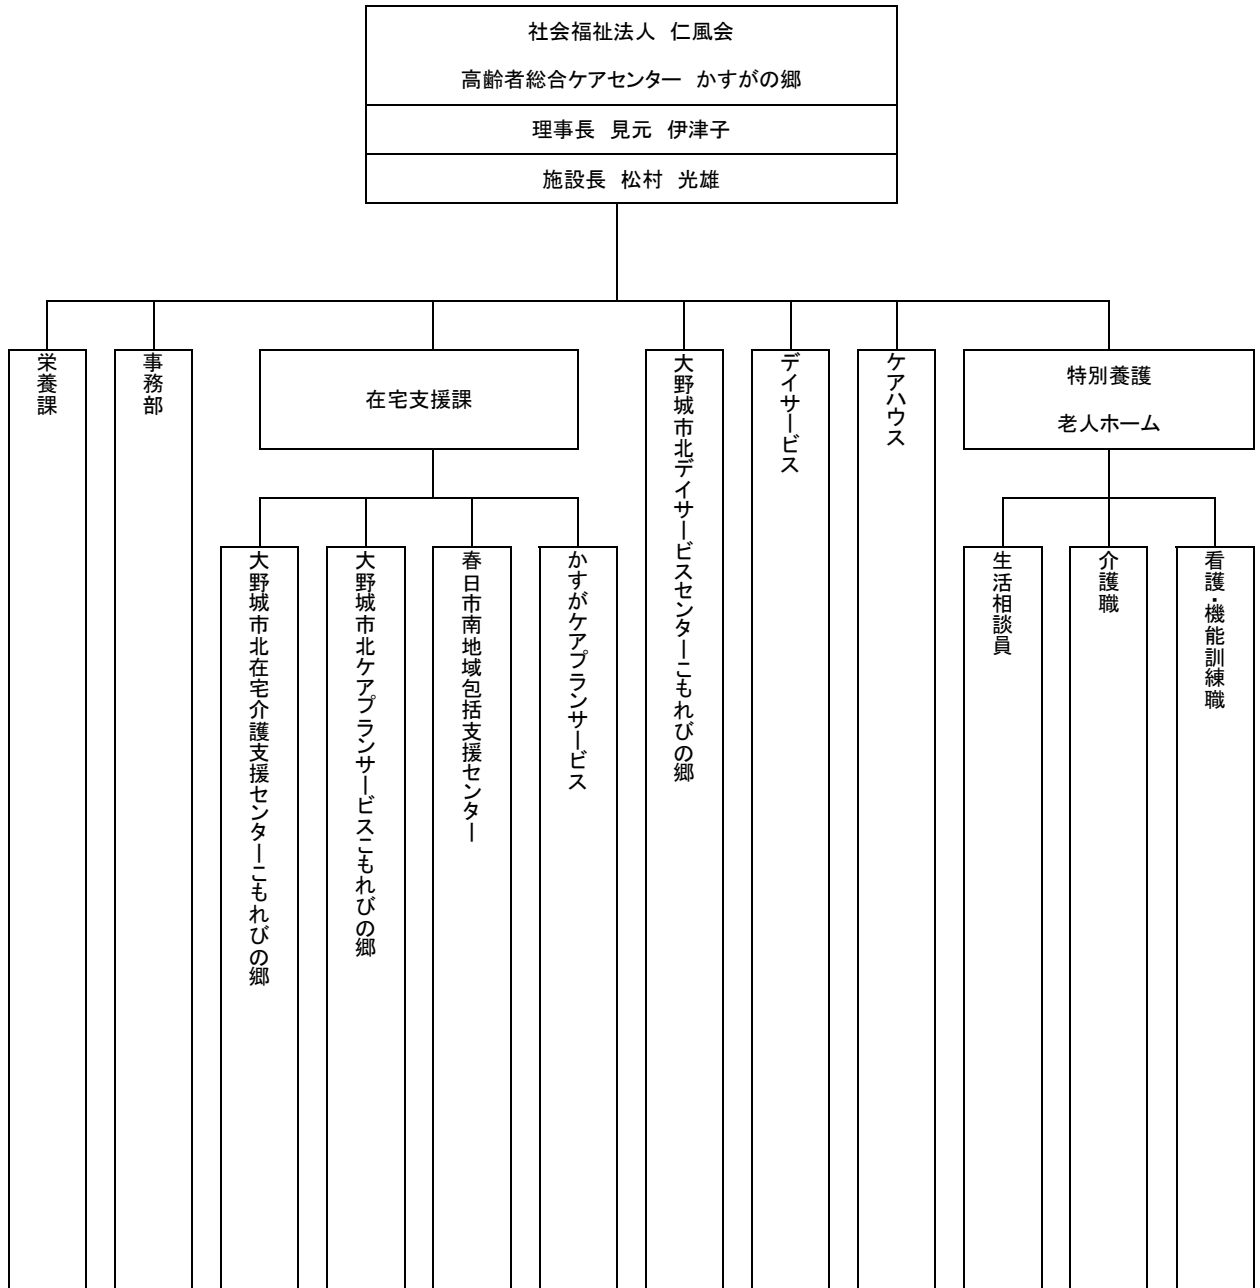 社会福祉法人 仁風会
高齢者総合ケアセンター かすがの郷
理事長 見元 伊津子
施設長 松村 光雄
栄養課
事務部
在宅支援課
大野城市北デイサービスセンターこもれびの郷
デイサービス
ケアハウス
特別養護
老人ホーム
大野城市北在宅介護支援センターこもれびの郷
大野城市北ケアプランサービスこもれびの郷
春日市南地域包括支援センター
かすがケアプランサービス
生活相談員
介護職
看護・機能訓練職